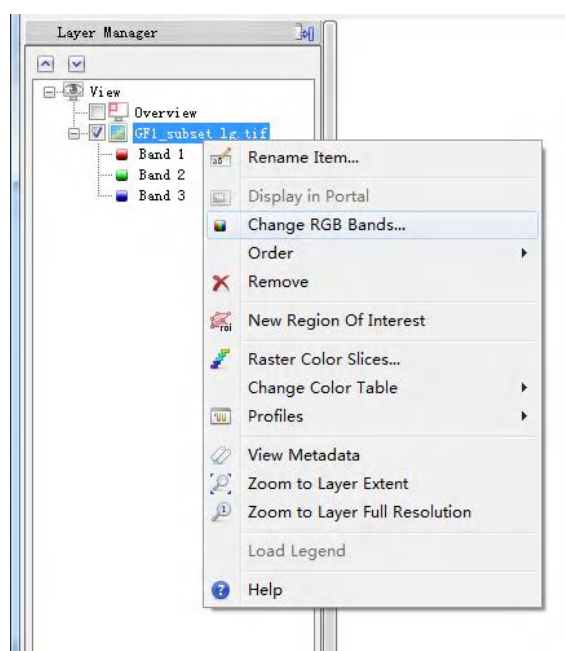 Layer Manager
View
Overview
GF1_subset_lg.tif
Band 1
Band 2
Band 3
Rename Item...
Display in Portal
Change RGB Bands...
Order
Remove
New Region Of Interest
Raster Color Slices...
Change Color Table
Profiles
View Metadata
Zoom to Layer Extent
Zoom to Layer Full Resolution
Load Legend
Help